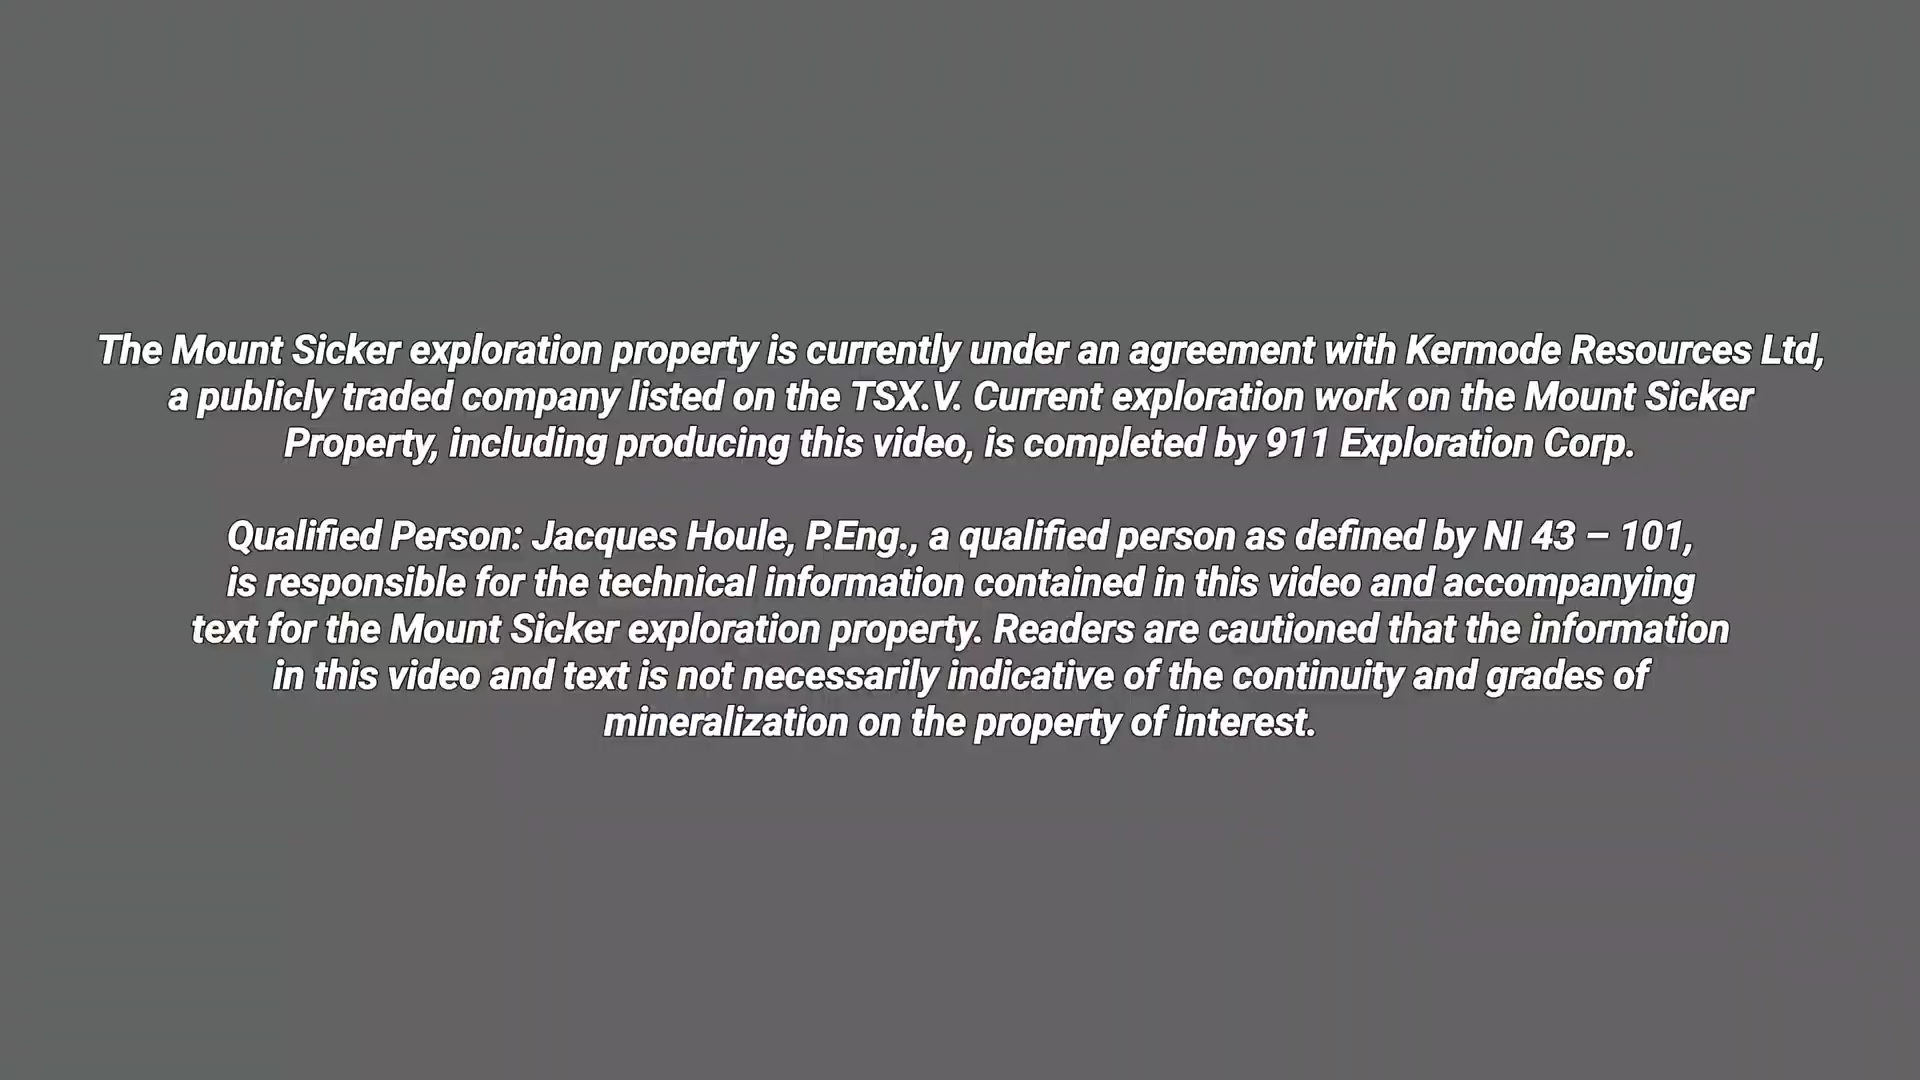 The Mount Sicker exploration property is currently under an agreement with Kermode Resources Ltd,
a publicly traded company listed on the TSX.V. Current exploration work on the Mount Sicker
Property, including producing this video, is completed by 911 Exploration Corp.
Qualified Person: Jacques Houle, P.Eng., a qualified person as defined by NI 43 – 101,
is responsible for the technical information contained in this video and accompanying
text for the Mount Sicker exploration property. Readers are cautioned that the information
in this video and text is not necessarily indicative of the continuity and grades of
mineralization on the property of interest.